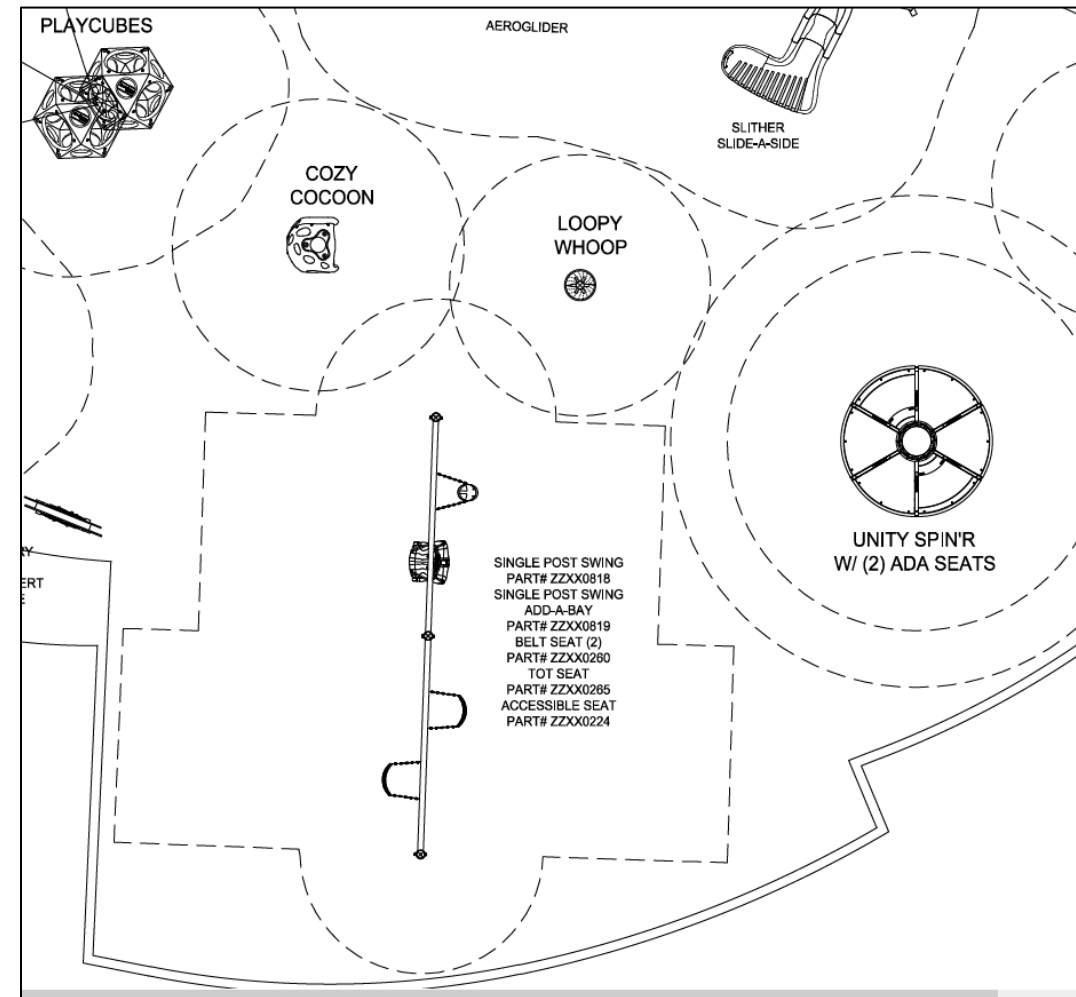 PLAYCUBES
AEROGLIDER
SLITHER
SLIDE-A-SIDE
COZY
COCOON
LOOPY
WHOOP
UNITY SPIN'R
W/ (2) ADA SEATS
SINGLE POST SWING
PART# ZZXX0818
SINGLE POST SWING
ADD-A-BAY
PART# ZZXX0819
BELT SEAT (2)
PART# ZZXX0260
TOT SEAT
PART# ZZXX0265
ACCESSIBLE SEAT
PART# ZZXX0224